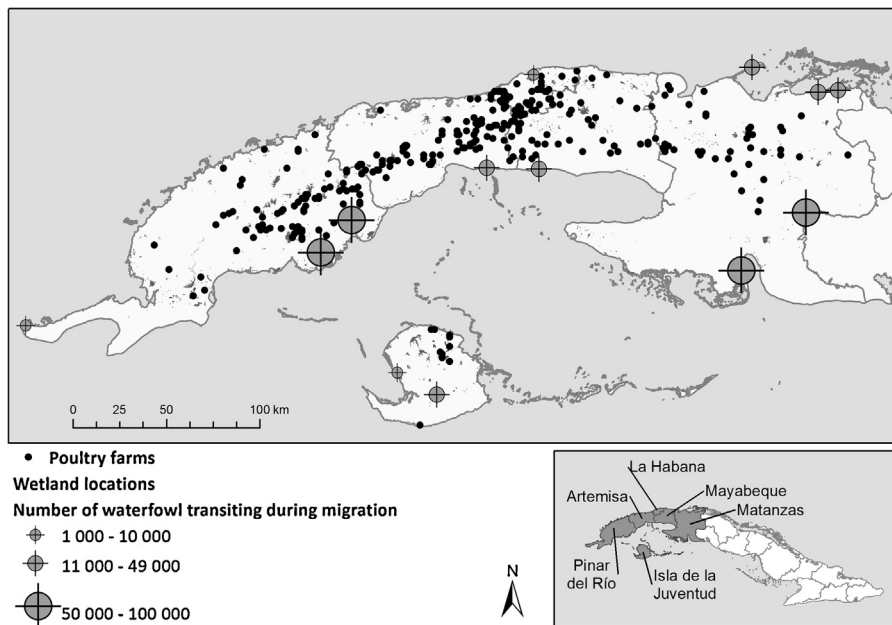 0 25 50 100 km
Poultry farms
Wetland locations
Number of waterfowl transiting during migration
1 000 - 10 000
11 000 - 49 000
50 000 - 100 000
N
La Habana
Artemisa
Mayabeque
Matanzas
Pinar
del Río
Isla de la
Juventud